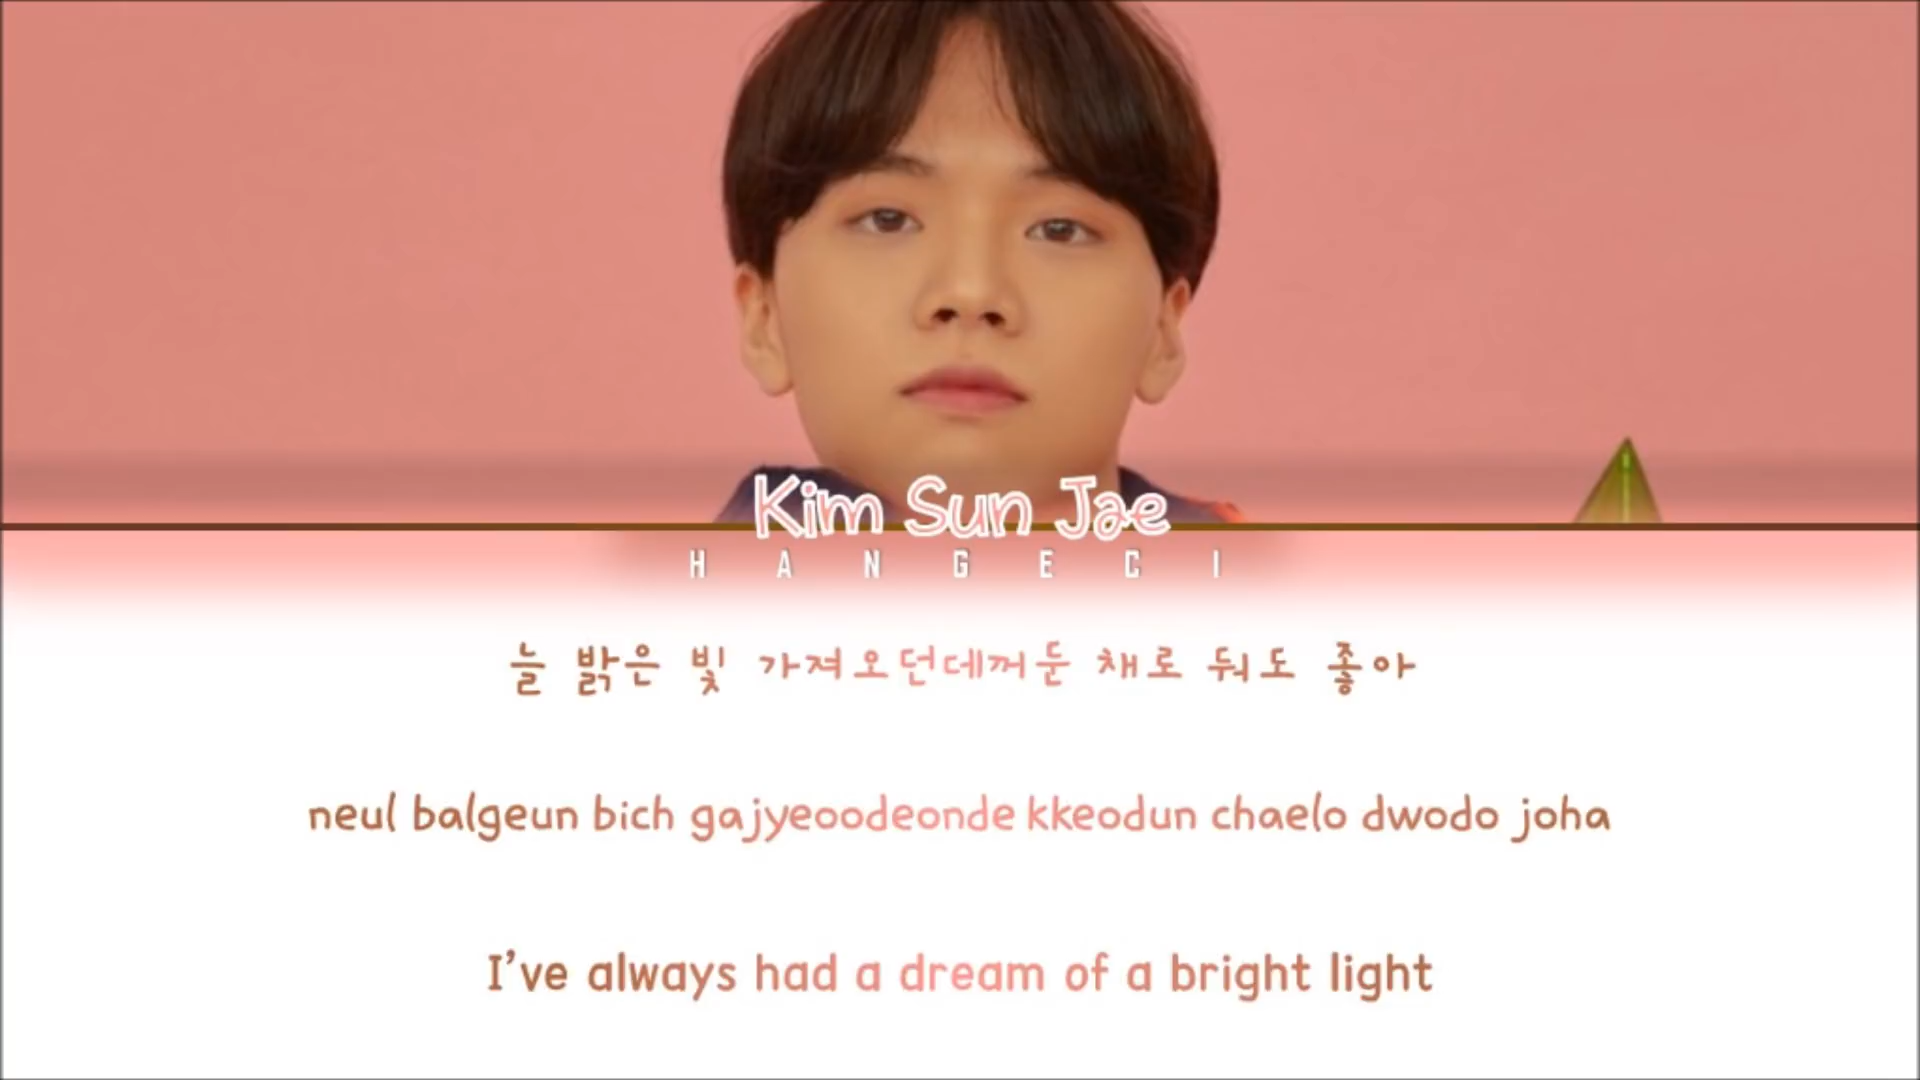 Kim Sun Jae
HANGECI
늘 밝은 빛 가져오던데꺼둔 채로 둬도 좋아
neul balgeun bich gajyeoodeonde kkeodun chaelo dwodo joha
I've always had a dream of a bright light